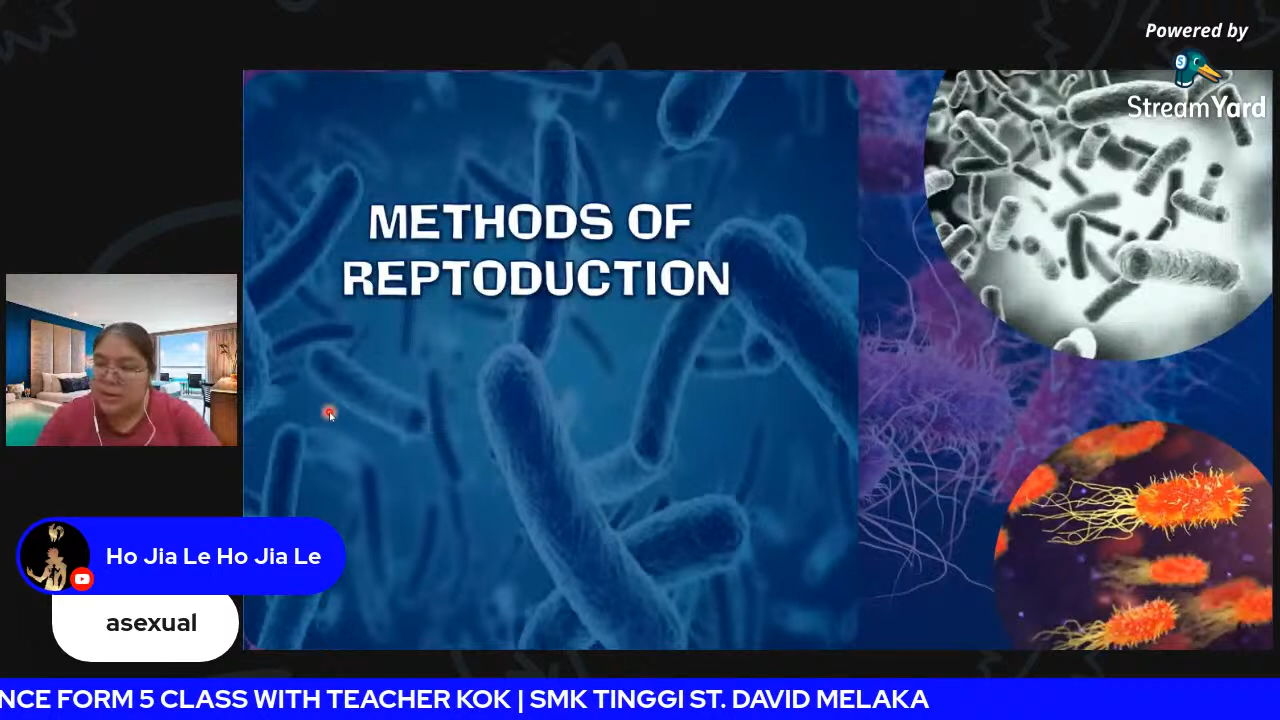 Powered by
StreamYard
METHODS OF
REPTODUCTION
Ho Jia Le Ho Jia Le
asexual
NCE FORM 5 CLASS WITH TEACHER KOK | SMK TINGGI ST. DAVID MELAKA